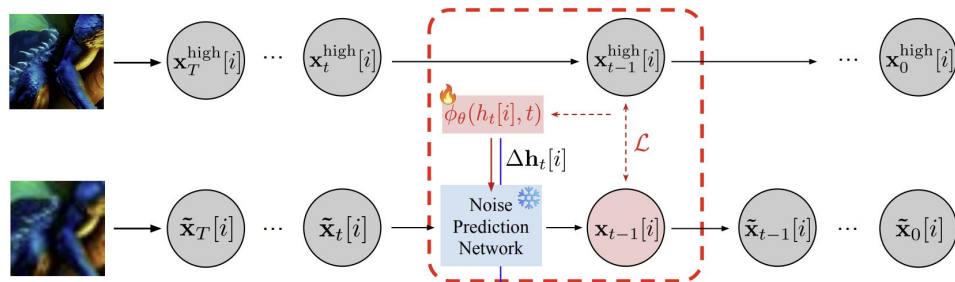 𝐱_T^high[i] ... 𝐱_t^high[i] 𝐱_{t−1}^high[i] ... 𝐱_0^high[i]
ϕ_θ(h_t[i], t)
ℒ
Δ𝐡_t[i]
𝐱̃_T[i] ... 𝐱̃_t[i] Noise Prediction Network 𝐱_{t−1}[i] 𝐱̃_{t−1}[i] ... 𝐱̃_0[i]